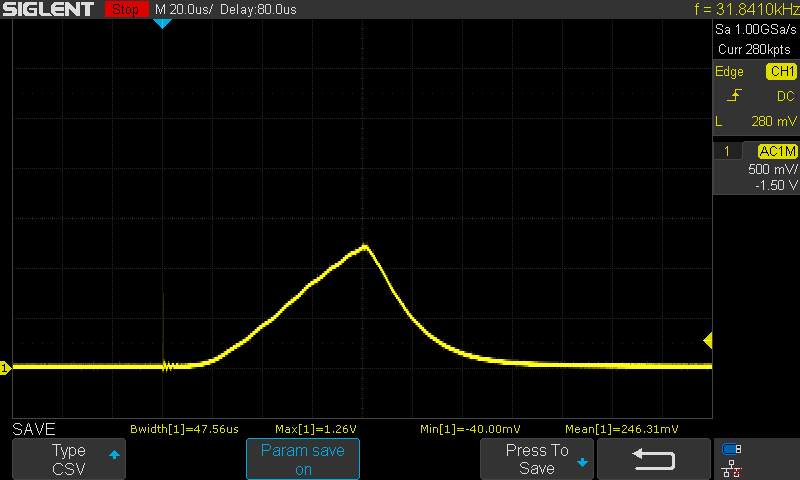 SIGLENT Stop M 20.0us/ Delay:80.0us f = 31.8410kHz
Sa 1.00GSa/s
Curr 280kpts
Edge CH1
DC
L 280 mV
1 AC1M
500 mV/
-1.50 V
1
SAVE Bwidth[1]=47.56us Max[1]=1.26V Min[1]=-40.00mV Mean[1]=246.31mV
Type
CSV
Param save
on
Press To
Save